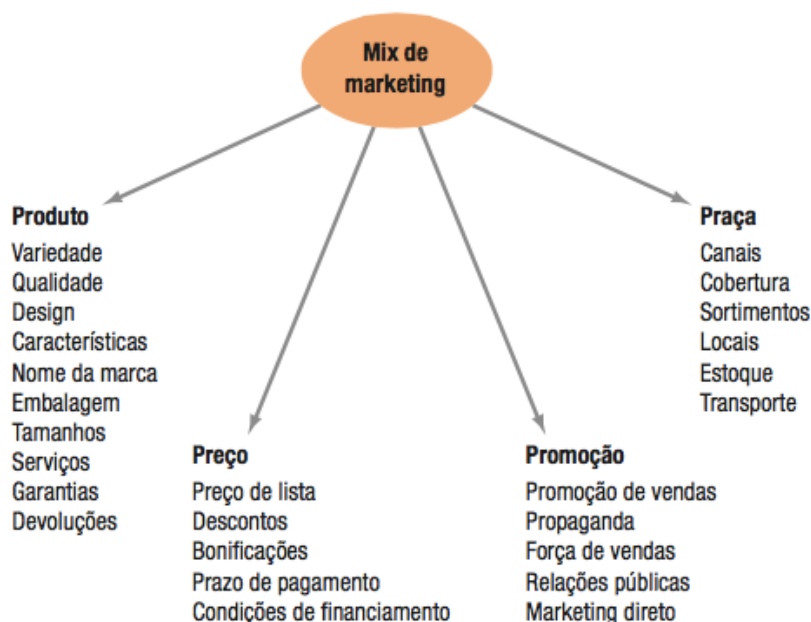 Mix de
marketing
Produto
Variedade
Qualidade
Design
Características
Nome da marca
Embalagem
Tamanhos
Serviços
Garantias
Devoluções
Preço
Preço de lista
Descontos
Bonificações
Prazo de pagamento
Condições de financiamento
Promoção
Promoção de vendas
Propaganda
Força de vendas
Relações públicas
Marketing direto
Praça
Canais
Cobertura
Sortimentos
Locais
Estoque
Transporte